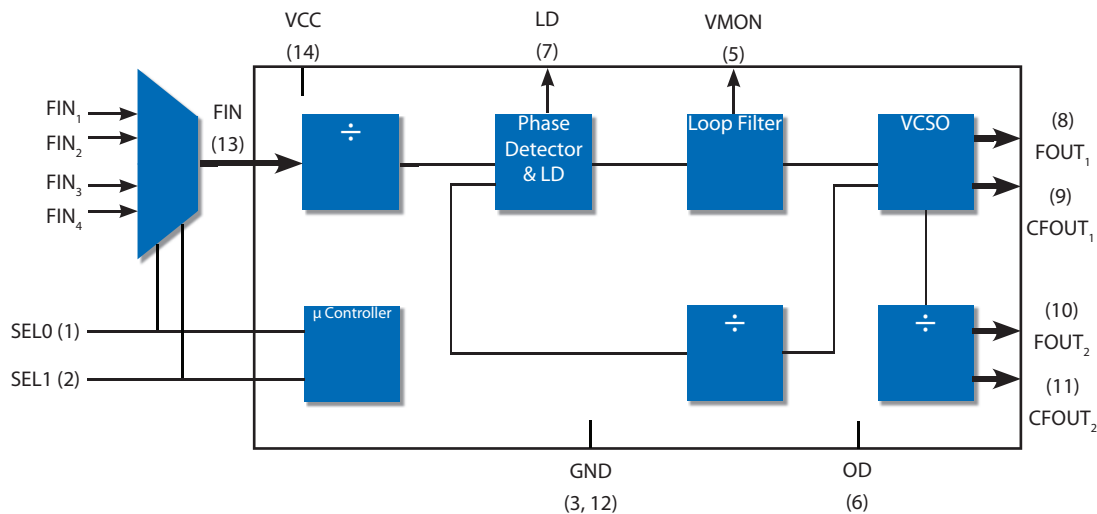 VCC
(14)
LD
(7)
VMON
(5)
FIN₁
FIN₂
FIN₃
FIN₄
FIN
(13)
÷
Phase
Detector
& LD
Loop Filter
VCSO
(8)
FOUT₁
(9)
CFOUT₁
SEL0 (1)
SEL1 (2)
μ Controller
÷
÷
(10)
FOUT₂
(11)
CFOUT₂
GND
(3, 12)
OD
(6)